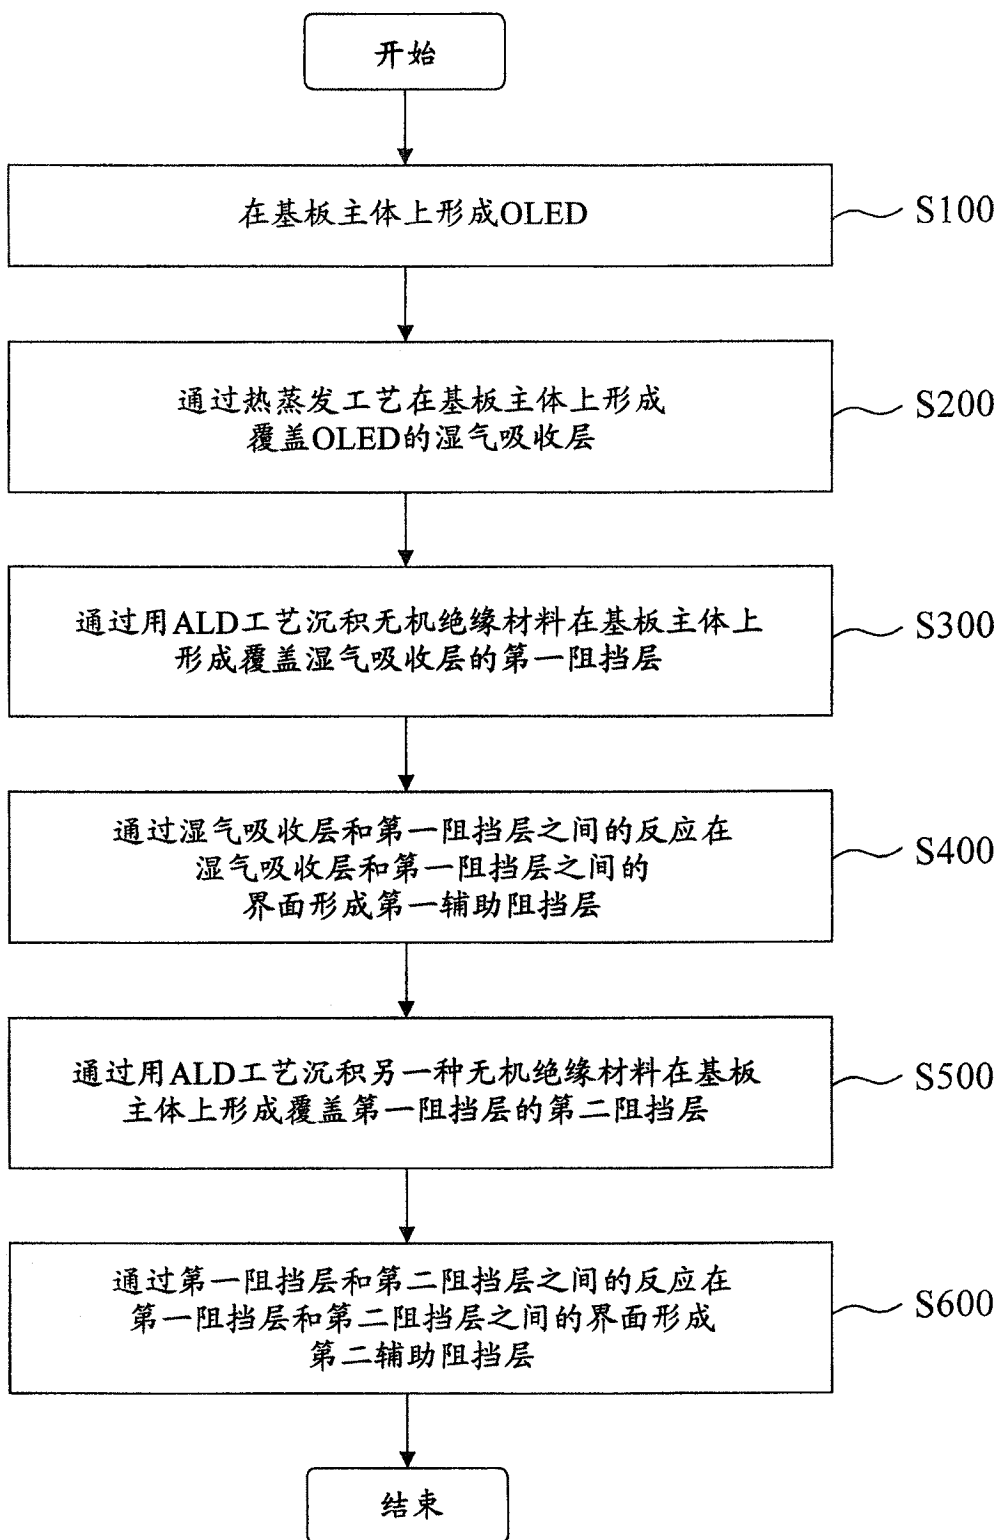 开始
在基板主体上形成OLED
S100
通过热蒸发工艺在基板主体上形成
覆盖OLED的湿气吸收层
S200
通过用ALD工艺沉积无机绝缘材料在基板主体上
形成覆盖湿气吸收层的第一阻挡层
S300
通过湿气吸收层和第一阻挡层之间的反应在
湿气吸收层和第一阻挡层之间的
界面形成第一辅助阻挡层
S400
通过用ALD工艺沉积另一种无机绝缘材料在基板
主体上形成覆盖第一阻挡层的第二阻挡层
S500
通过第一阻挡层和第二阻挡层之间的反应在
第一阻挡层和第二阻挡层之间的界面形成
第二辅助阻挡层
S600
结束